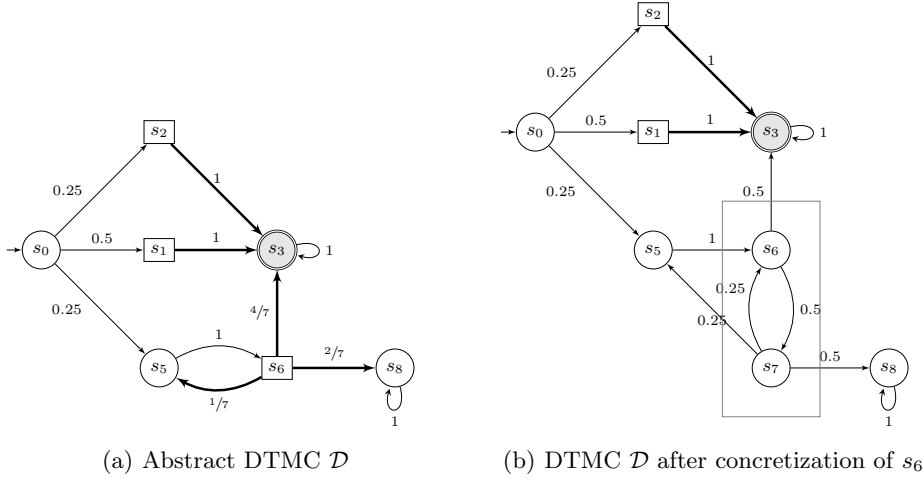 s₂
0.25
1
s₀
0.5
s₁
1
s₃
1
0.25
4/7
1
s₅
s₆
2/7
s₈
1/7
1
(a) Abstract DTMC 𝒟
s₂
0.25
1
s₀
0.5
s₁
1
s₃
1
0.25
0.5
s₅
1
s₆
0.25
0.5
0.25
s₇
0.5
s₈
1
(b) DTMC 𝒟 after concretization of s₆